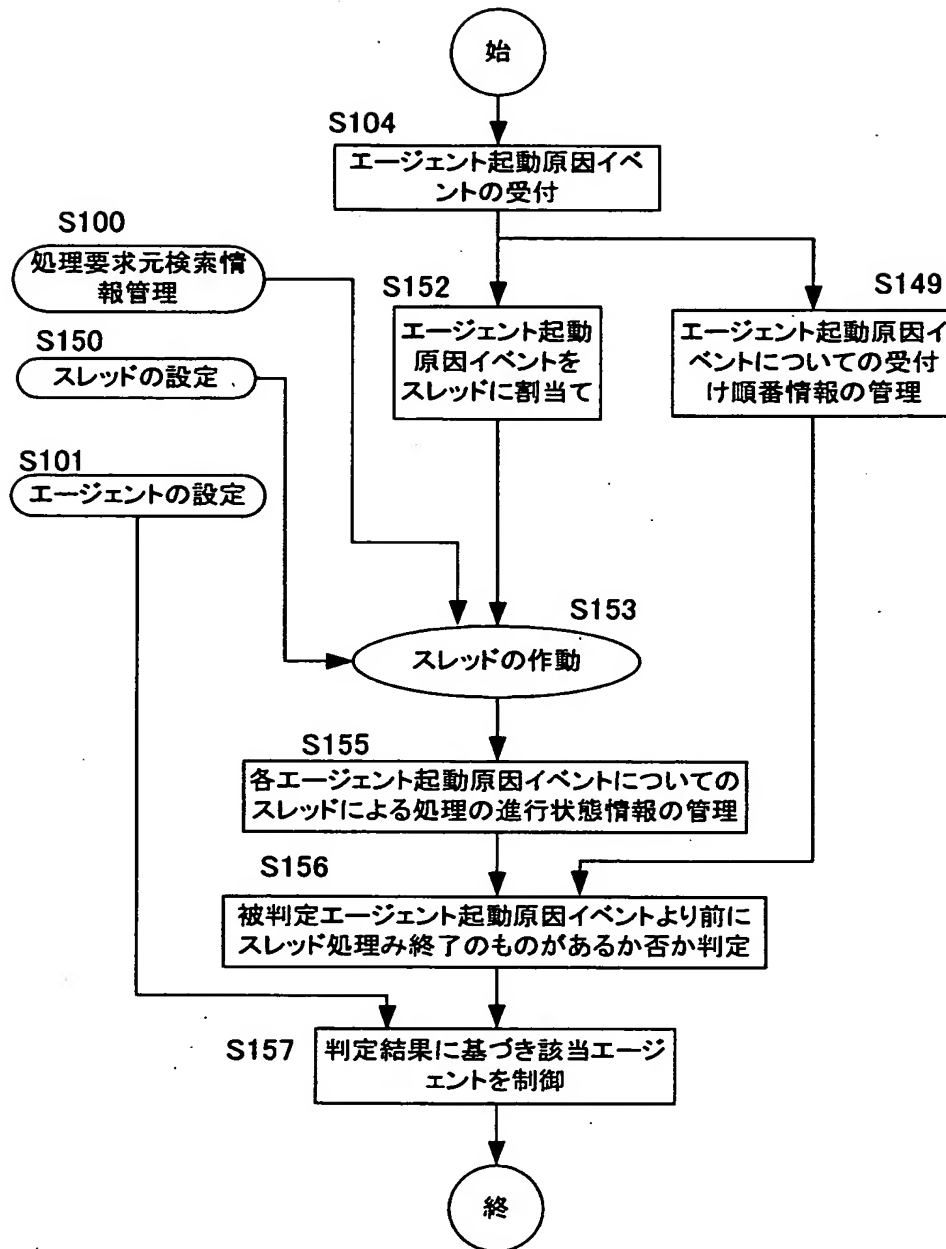 始
S104
エージェント起動原因イベ
ントの受付
S100
処理要求元検索情
報管理
S152
エージェント起動
原因イベントを
スレッドに割当て
S149
エージェント起動原因イ
ベントについての受付
け順番情報の管理
S150
スレッドの設定
S101
エージェントの設定
S153
スレッドの作動
S155
各エージェント起動原因イベントについての
スレッドによる処理の進行状態情報の管理
S156
被判定エージェント起動原因イベントより前に
スレッド処理み終了のものがあるか否か判定
S157
判定結果に基づき該当エージ
ェントを制御
終